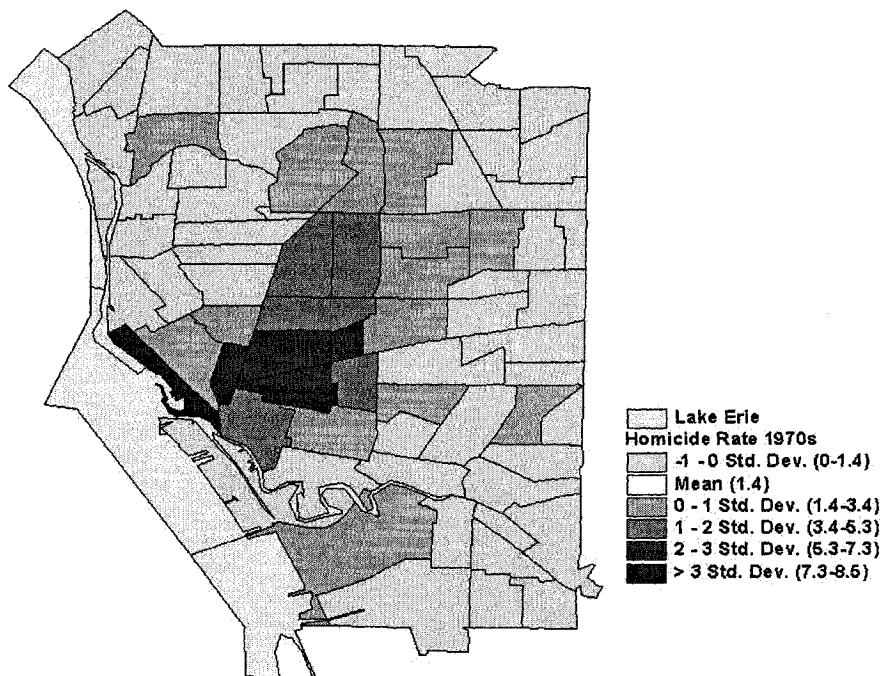 Lake Erie
Homicide Rate 1970s
-1 - 0 Std. Dev. (0-1.4)
Mean (1.4)
0 - 1 Std. Dev. (1.4-3.4)
1 - 2 Std. Dev. (3.4-5.3)
2 - 3 Std. Dev. (5.3-7.3)
> 3 Std. Dev. (7.3-8.5)